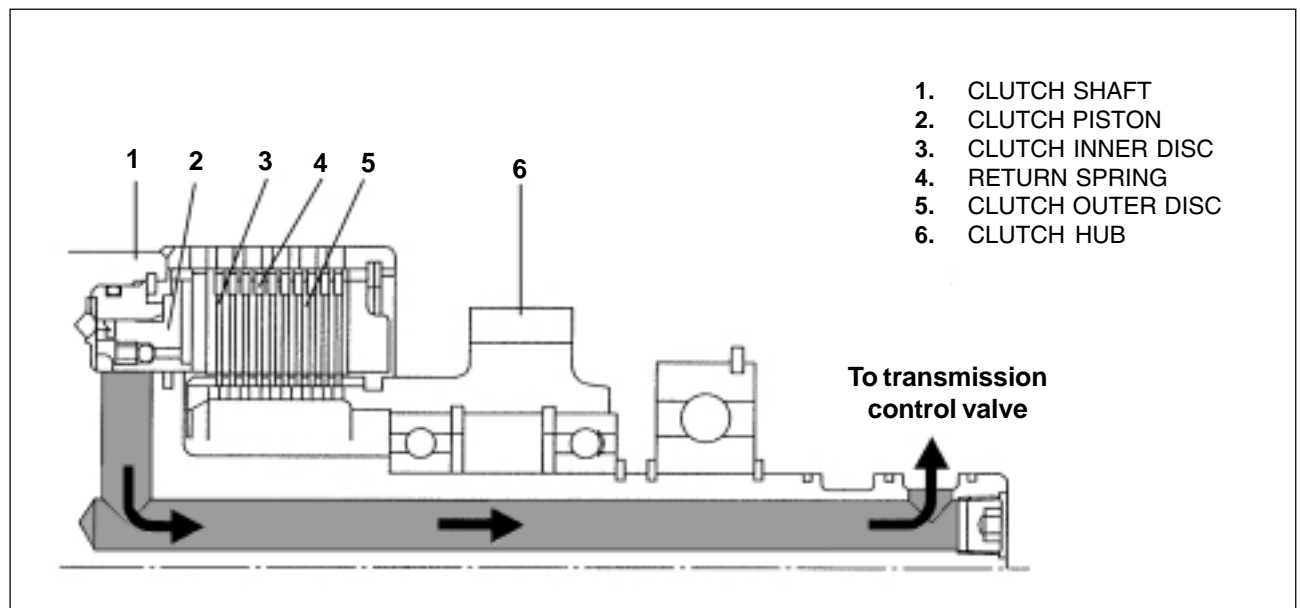 1. CLUTCH SHAFT
2. CLUTCH PISTON
3. CLUTCH INNER DISC
4. RETURN SPRING
5. CLUTCH OUTER DISC
6. CLUTCH HUB
1 2 3 4 5 6
To transmission
control valve